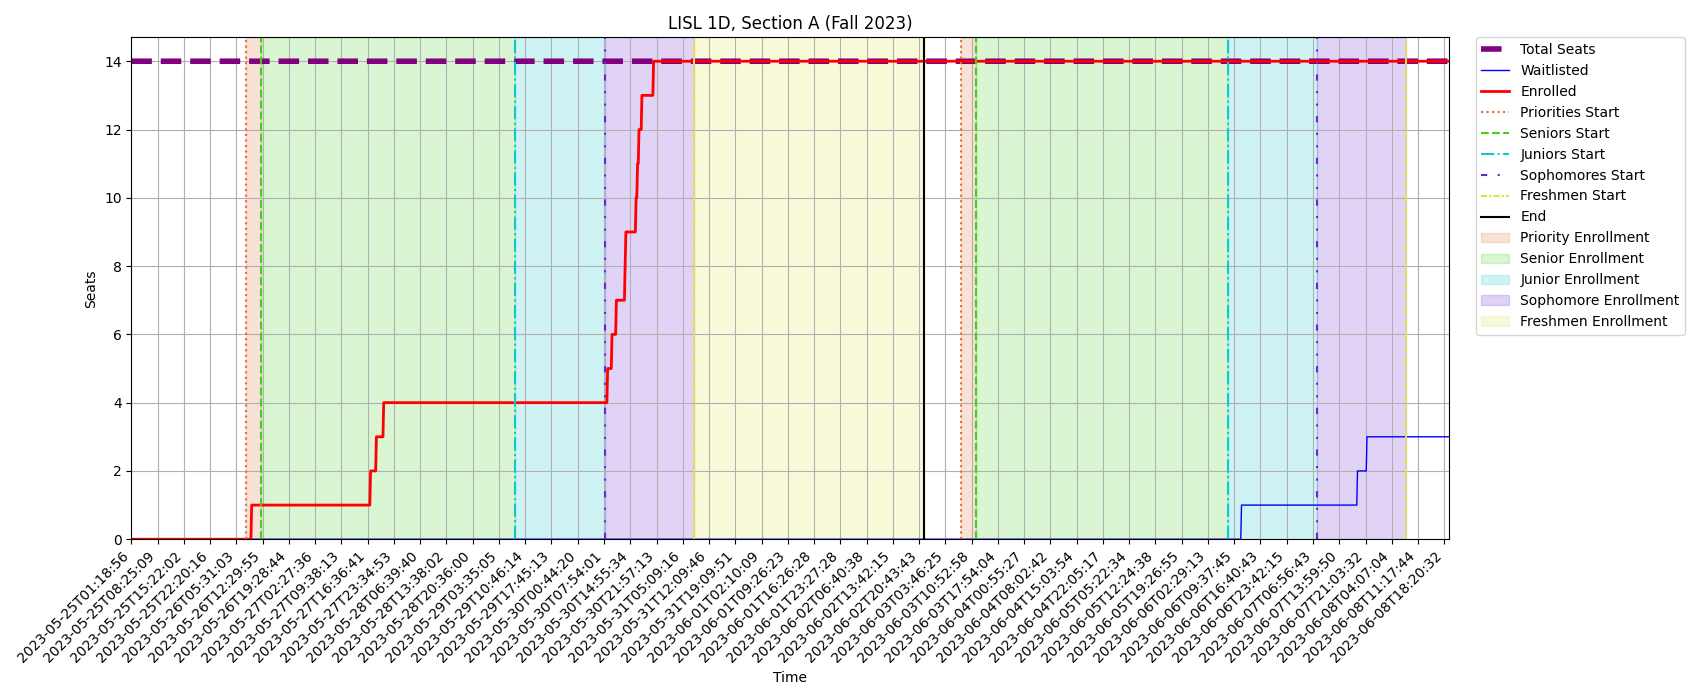 LISL 1D, Section A (Fall 2023)
Seats
14
12
10
8
6
4
2
0
2023-05-25T01:18:56
2023-05-25T08:25:09
2023-05-25T15:22:02
2023-05-25T22:20:16
2023-05-26T05:31:03
2023-05-26T12:29:55
2023-05-26T19:28:44
2023-05-27T02:27:36
2023-05-27T09:38:13
2023-05-27T16:36:41
2023-05-27T23:34:53
2023-05-28T06:39:40
2023-05-28T13:38:02
2023-05-28T20:36:00
2023-05-29T03:35:05
2023-05-29T10:46:14
2023-05-29T17:45:13
2023-05-30T00:44:20
2023-05-30T07:54:01
2023-05-30T14:55:34
2023-05-30T21:57:13
2023-05-31T05:09:16
2023-05-31T12:09:46
2023-05-31T19:09:51
2023-06-01T02:10:09
2023-06-01T09:26:23
2023-06-01T16:26:28
2023-06-01T23:27:28
2023-06-02T06:40:38
2023-06-02T13:42:15
2023-06-02T20:43:43
2023-06-03T03:46:25
2023-06-03T10:52:58
2023-06-03T17:54:04
2023-06-04T00:55:27
2023-06-04T08:02:42
2023-06-04T15:03:54
2023-06-04T22:05:17
2023-06-05T05:22:34
2023-06-05T12:24:38
2023-06-05T19:26:55
2023-06-06T02:29:13
2023-06-06T09:37:45
2023-06-06T16:40:43
2023-06-06T23:42:15
2023-06-07T06:56:43
2023-06-07T13:59:50
2023-06-07T21:03:32
2023-06-08T04:07:04
2023-06-08T11:17:44
2023-06-08T18:20:32
Time
Total Seats
Waitlisted
Enrolled
Priorities Start
Seniors Start
Juniors Start
Sophomores Start
Freshmen Start
End
Priority Enrollment
Senior Enrollment
Junior Enrollment
Sophomore Enrollment
Freshmen Enrollment